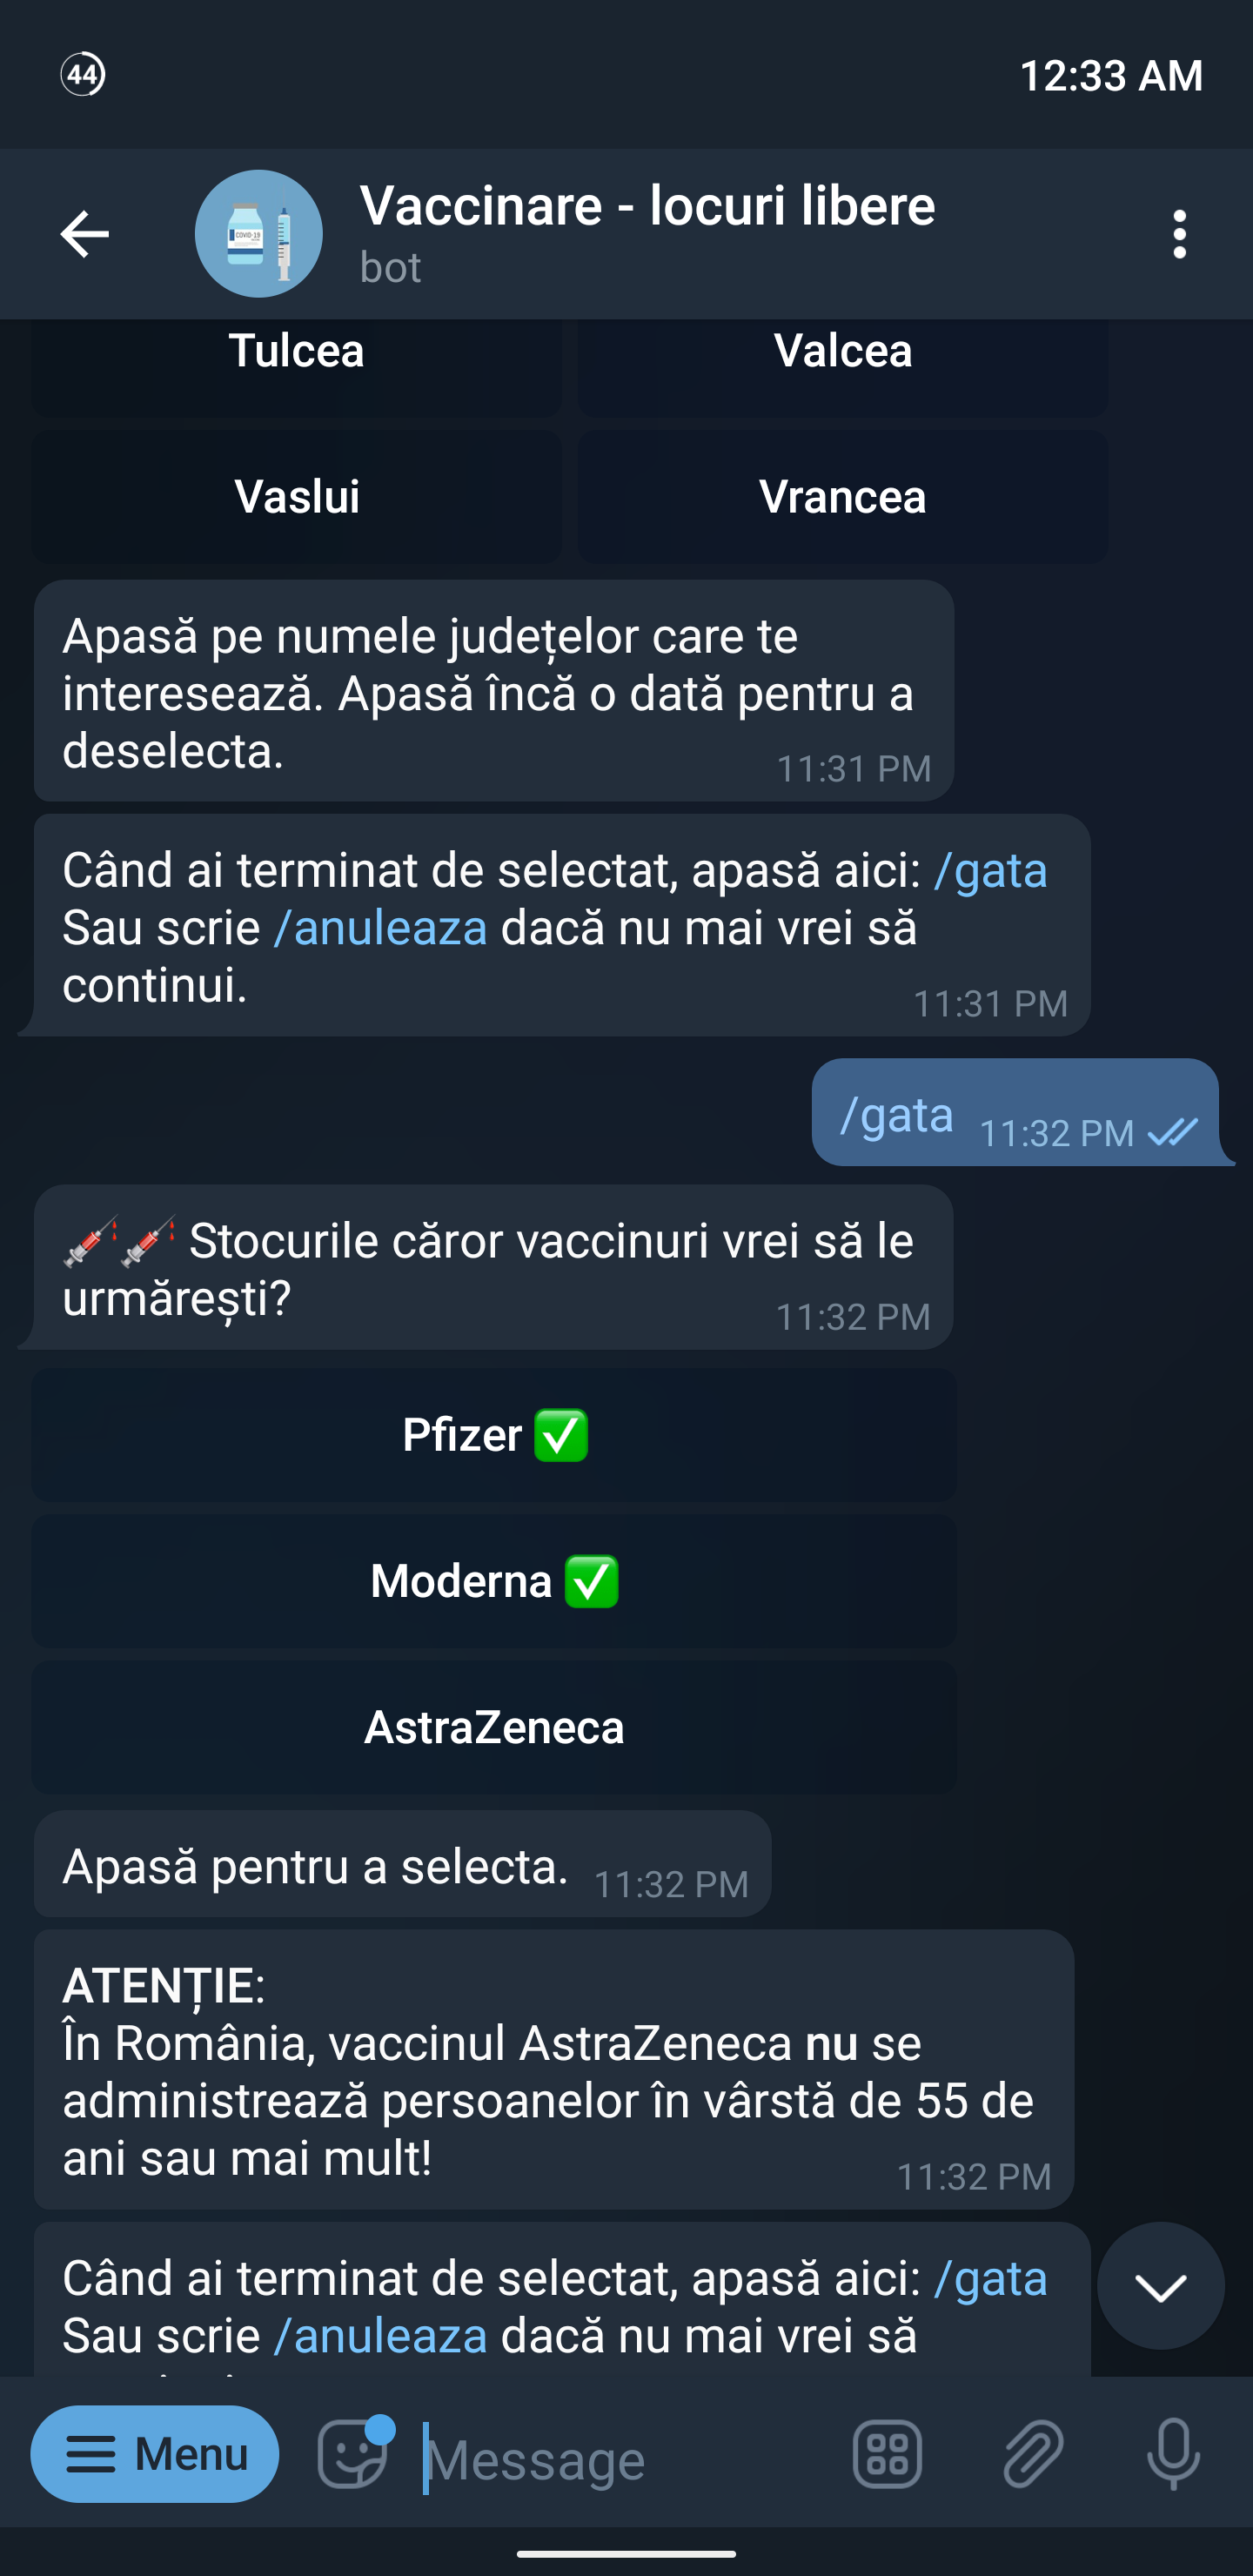 44
12:33 AM
COVID-19
Vaccinare - locuri libere
bot
Tulcea
Valcea
Vaslui
Vrancea
Apasă pe numele județelor care te
interesează. Apasă încă o dată pentru a
deselecta.
11:31 PM
Când ai terminat de selectat, apasă aici: /gata
Sau scrie /anuleaza dacă nu mai vrei să
continui.
11:31 PM
/gata 11:32 PM
💉💉 Stocurile căror vaccinuri vrei să le
urmărești?
11:32 PM
Pfizer ✅
Moderna ✅
AstraZeneca
Apasă pentru a selecta. 11:32 PM
ATENȚIE:
În România, vaccinul AstraZeneca nu se
administrează persoanelor în vârstă de 55 de
ani sau mai mult!
11:32 PM
Când ai terminat de selectat, apasă aici: /gata
Sau scrie /anuleaza dacă nu mai vrei să
Menu
Message